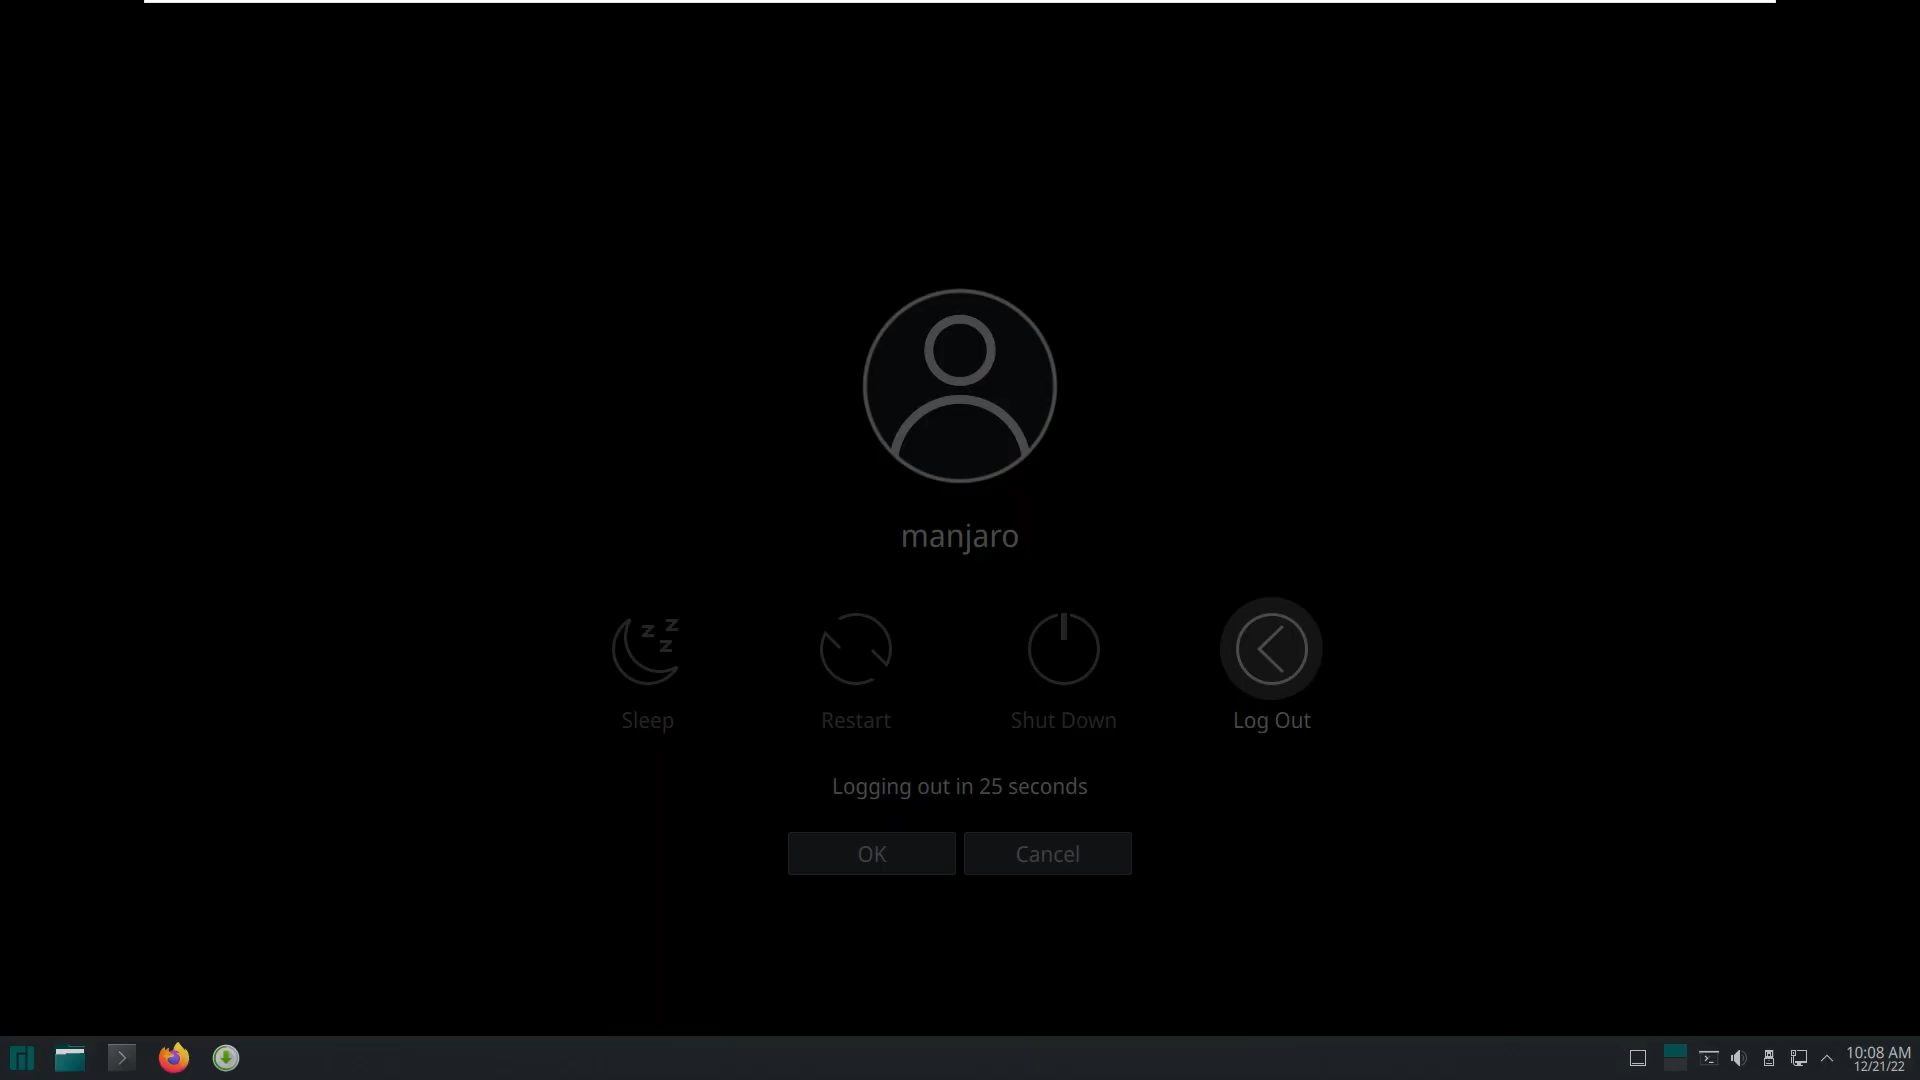 manjaro
Sleep
Restart
Shut Down
Log Out
Logging out in 25 seconds
OK
Cancel
10:08 AM
12/21/22